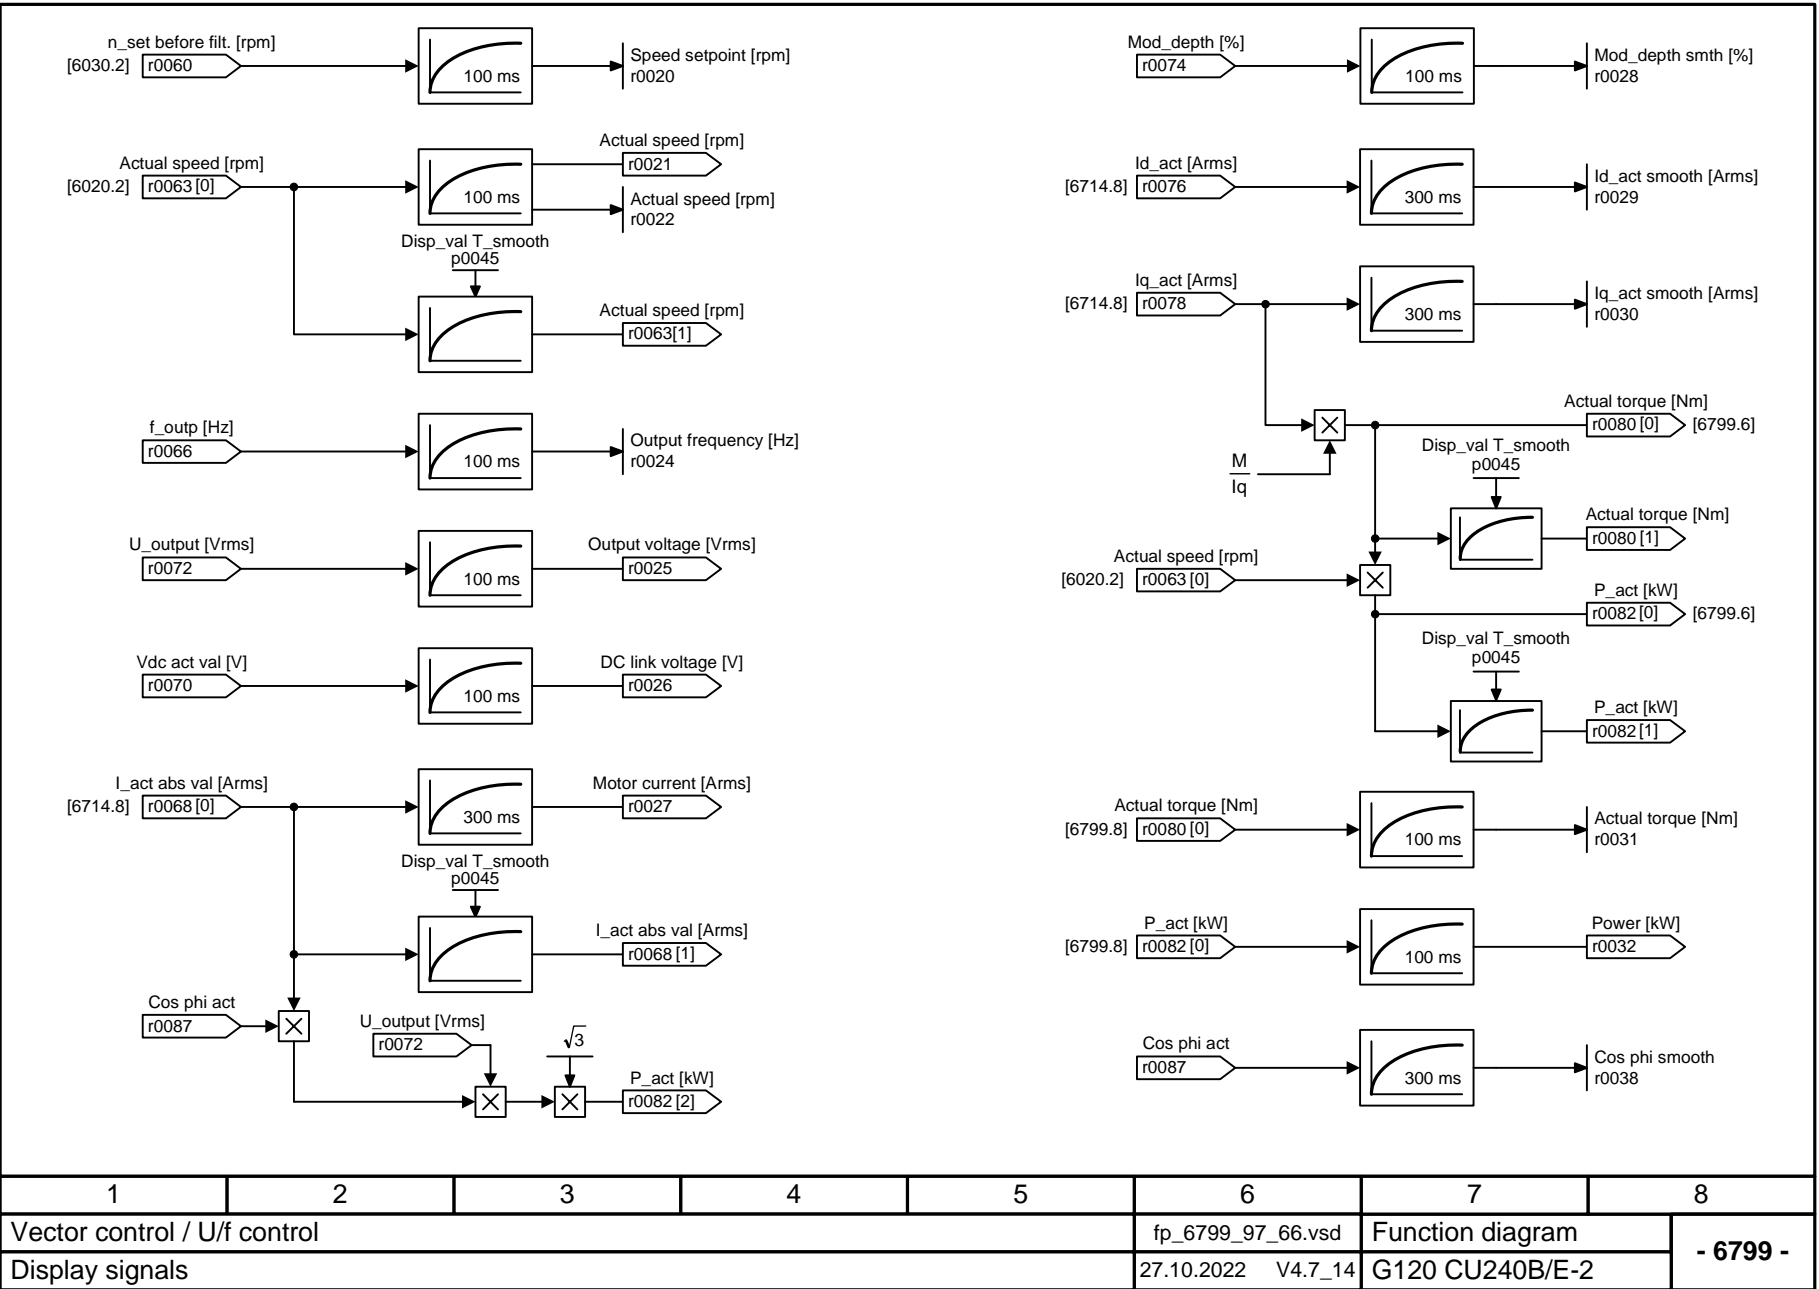 n_set before filt. [rpm]
[6030.2] r0060
100 ms
Speed setpoint [rpm]
r0020
Actual speed [rpm]
[6020.2] r0063 [0]
100 ms
Actual speed [rpm]
r0021
Actual speed [rpm]
r0022
Disp_val T_smooth
p0045
Actual speed [rpm]
r0063[1]
f_outp [Hz]
r0066
100 ms
Output frequency [Hz]
r0024
U_output [Vrms]
r0072
100 ms
Output voltage [Vrms]
r0025
Vdc act val [V]
r0070
100 ms
DC link voltage [V]
r0026
I_act abs val [Arms]
[6714.8] r0068 [0]
300 ms
Motor current [Arms]
r0027
Disp_val T_smooth
p0045
I_act abs val [Arms]
r0068 [1]
Cos phi act
r0087
U_output [Vrms]
r0072
√3
P_act [kW]
r0082 [2]
Mod_depth [%]
r0074
100 ms
Mod_depth smth [%]
r0028
Id_act [Arms]
[6714.8] r0076
300 ms
Id_act smooth [Arms]
r0029
Iq_act [Arms]
[6714.8] r0078
300 ms
Iq_act smooth [Arms]
r0030
M
Iq
Actual torque [Nm]
r0080 [0] [6799.6]
Disp_val T_smooth
p0045
Actual torque [Nm]
r0080 [1]
Actual speed [rpm]
[6020.2] r0063 [0]
P_act [kW]
r0082 [0] [6799.6]
Disp_val T_smooth
p0045
P_act [kW]
r0082 [1]
Actual torque [Nm]
[6799.8] r0080 [0]
100 ms
Actual torque [Nm]
r0031
P_act [kW]
[6799.8] r0082 [0]
100 ms
Power [kW]
r0032
Cos phi act
r0087
300 ms
Cos phi smooth
r0038
1 2 3 4 5 6 7 8
Vector control / U/f control
fp_6799_97_66.vsd
Function diagram
- 6799 -
Display signals
27.10.2022 V4.7_14
G120 CU240B/E-2